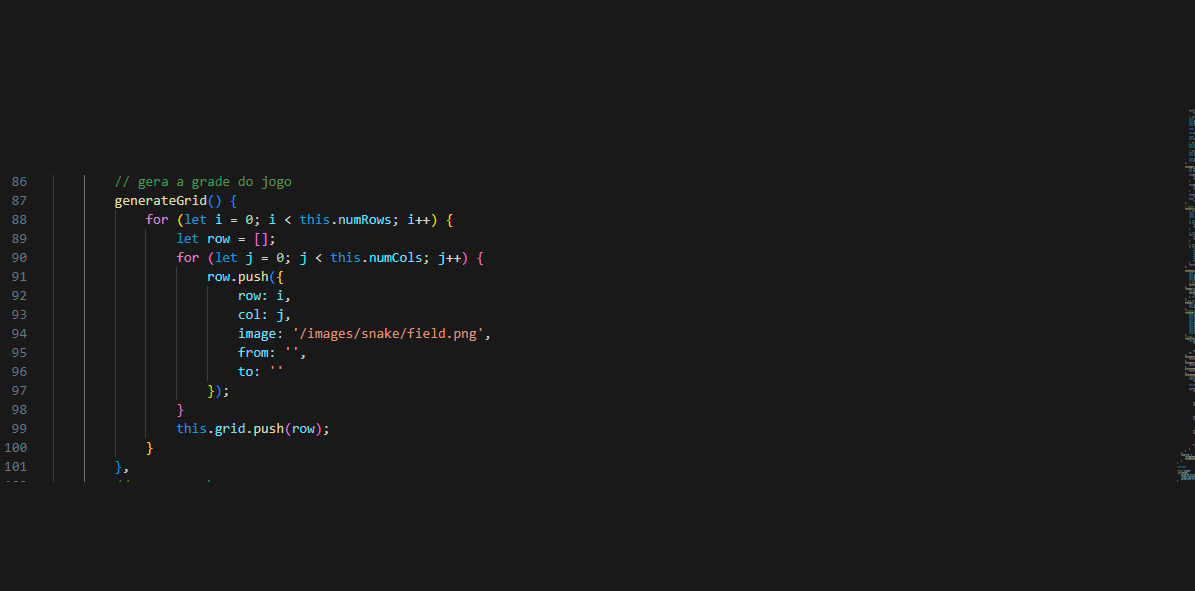 86 // gera a grade do jogo
87 generateGrid() {
88 for (let i = 0; i < this.numRows; i++) {
89 let row = [];
90 for (let j = 0; j < this.numCols; j++) {
91 row.push({
92 row: i,
93 col: j,
94 image: '/images/snake/field.png',
95 from: '',
96 to: ''
97 });
98 }
99 this.grid.push(row);
100 }
101 },